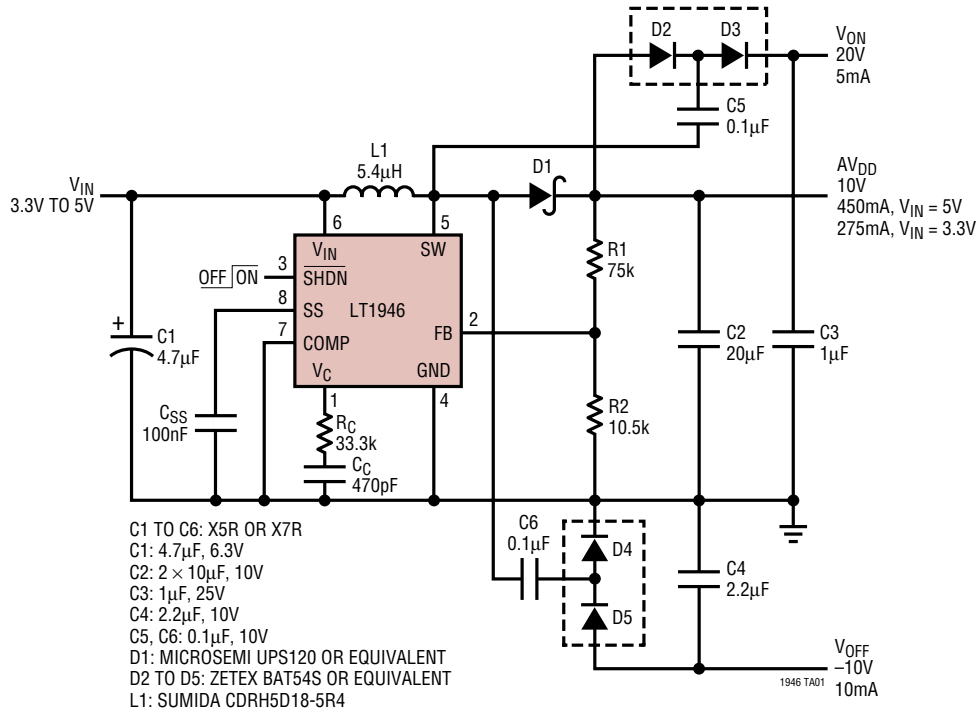 D2
D3
VON
20V
5mA
C5
0.1µF
L1
5.4µH
D1
VIN
3.3V TO 5V
AVDD
10V
450mA, VIN = 5V
275mA, VIN = 3.3V
6
5
VIN
SW
3
OFF ON
SHDN
8
SS
LT1946
7
COMP
FB
2
VC
GND
1
4
R1
75k
C1
4.7µF
+
C2
20µF
C3
1µF
CSS
100nF
RC
33.3k
CC
470pF
R2
10.5k
C6
0.1µF
D4
D5
C4
2.2µF
VOFF
–10V
10mA
1946 TA01
C1 TO C6: X5R OR X7R
C1: 4.7µF, 6.3V
C2: 2 × 10µF, 10V
C3: 1µF, 25V
C4: 2.2µF, 10V
C5, C6: 0.1µF, 10V
D1: MICROSEMI UPS120 OR EQUIVALENT
D2 TO D5: ZETEX BAT54S OR EQUIVALENT
L1: SUMIDA CDRH5D18-5R4